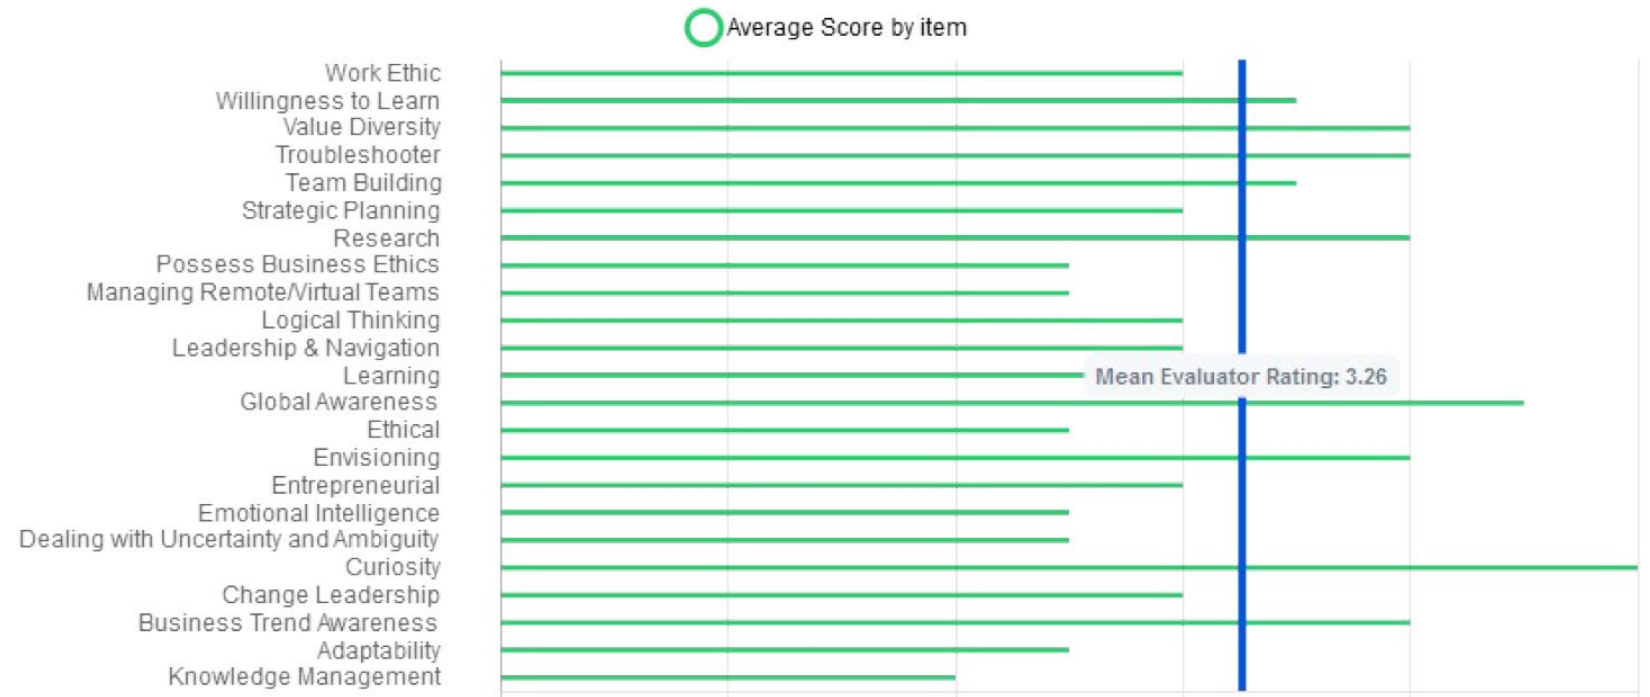 Average Score by item
Work Ethic
Willingness to Learn
Value Diversity
Troubleshooter
Team Building
Strategic Planning
Research
Possess Business Ethics
Managing Remote/Virtual Teams
Logical Thinking
Leadership & Navigation
Learning
Mean Evaluator Rating: 3.26
Global Awareness
Ethical
Envisioning
Entrepreneurial
Emotional Intelligence
Dealing with Uncertainty and Ambiguity
Curiosity
Change Leadership
Business Trend Awareness
Adaptability
Knowledge Management